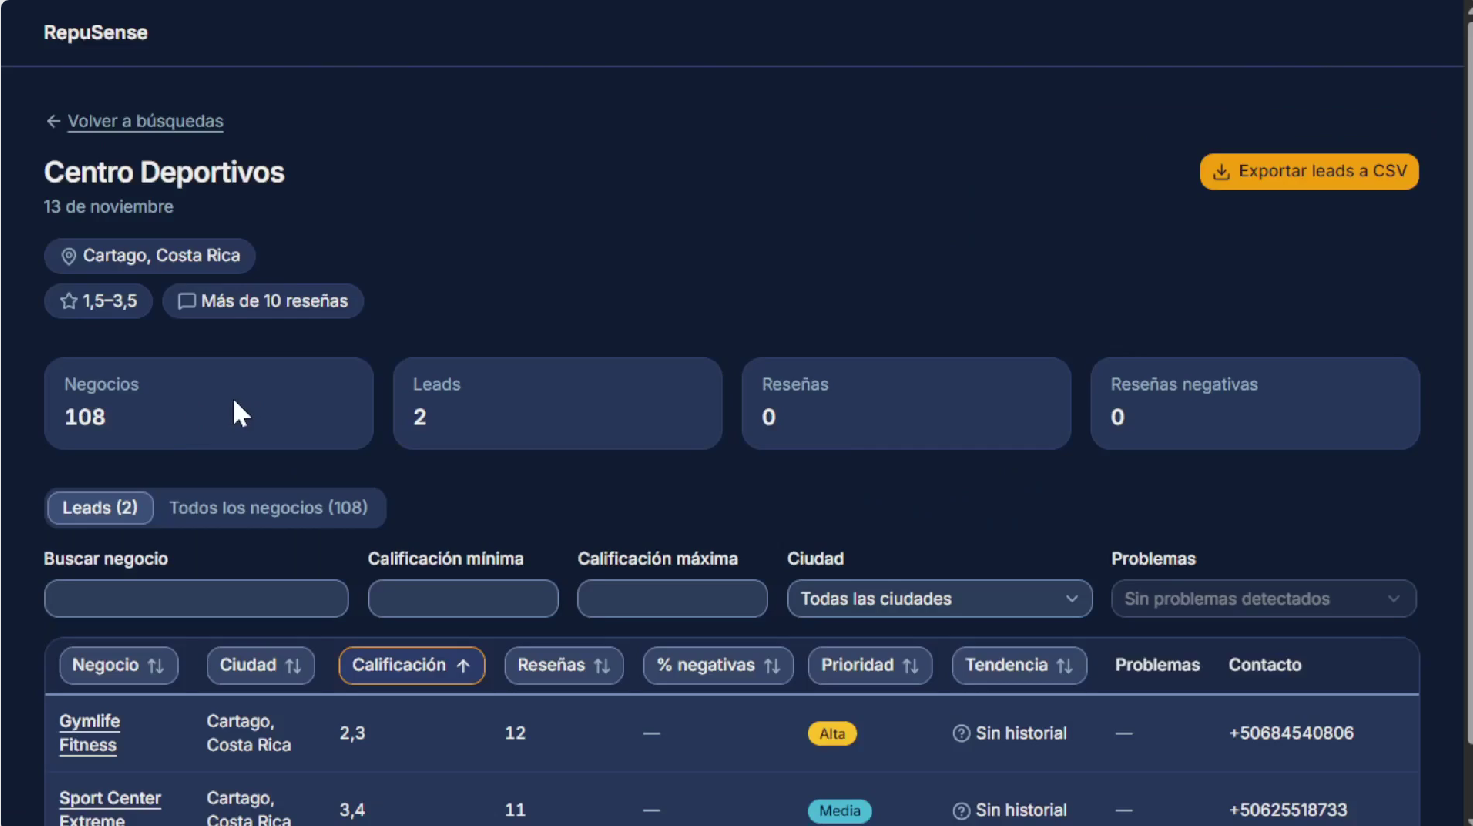 RepuSense
Volver a búsquedas
Centro Deportivos
Exportar leads a CSV
13 de noviembre
Cartago, Costa Rica
1,5–3,5
Más de 10 reseñas
Negocios
108
Leads
2
Reseñas
0
Reseñas negativas
0
Leads (2)
Todos los negocios (108)
Buscar negocio
Calificación mínima
Calificación máxima
Ciudad
Todas las ciudades
Problemas
Sin problemas detectados
Negocio Ciudad Calificación Reseñas % negativas Prioridad Tendencia Problemas Contacto
Gymlife Fitness
Cartago, Costa Rica
2,3
12
—
Alta
Sin historial
—
+50684540806
Sport Center Extreme
Cartago, Costa Rica
3,4
11
—
Media
Sin historial
—
+50625518733